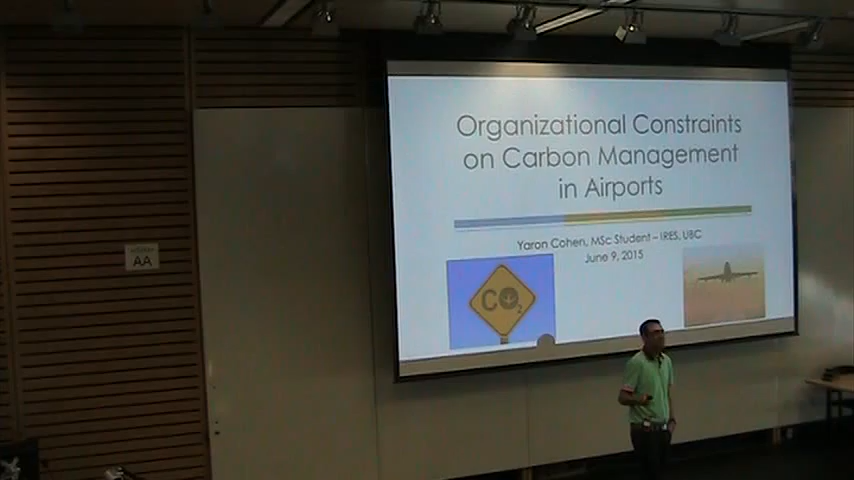 Organizational Constraints
on Carbon Management
in Airports
Yaron Cohen, MSc Student – IRES, UBC
June 9, 2015
CO2
AA